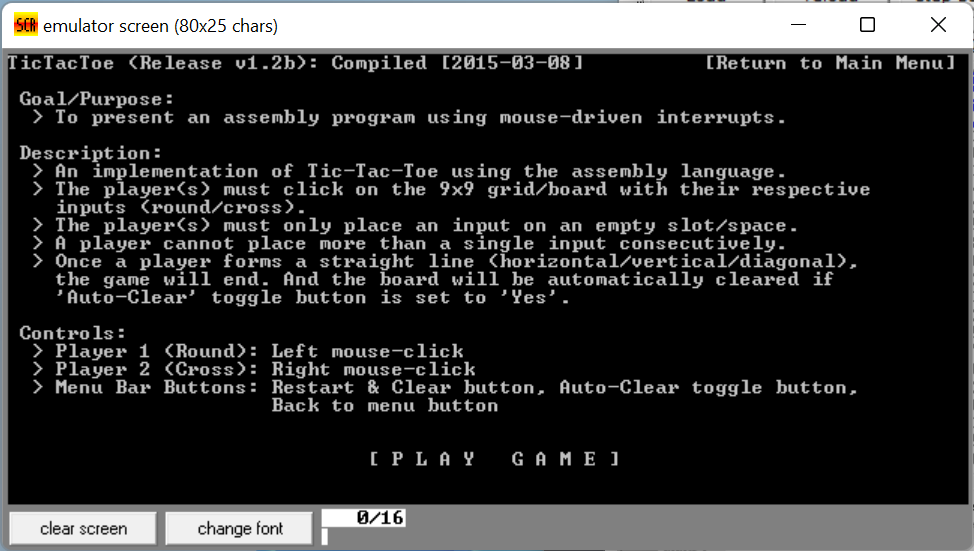 SCR emulator screen (80x25 chars)
TicTacToe (Release v1.2b): Compiled [2015-03-08] [Return to Main Menu]
Goal/Purpose:
> To present an assembly program using mouse-driven interrupts.
Description:
> An implementation of Tic-Tac-Toe using the assembly language.
> The player(s) must click on the 9x9 grid/board with their respective
inputs (round/cross).
> The player(s) must only place an input on an empty slot/space.
> A player cannot place more than a single input consecutively.
> Once a player forms a straight line (horizontal/vertical/diagonal),
the game will end. And the board will be automatically cleared if
'Auto-Clear' toggle button is set to 'Yes'.
Controls:
> Player 1 (Round): Left mouse-click
> Player 2 (Cross): Right mouse-click
> Menu Bar Buttons: Restart & Clear button, Auto-Clear toggle button,
Back to menu button
[ P L A Y   G A M E ]
clear screen change font 0/16